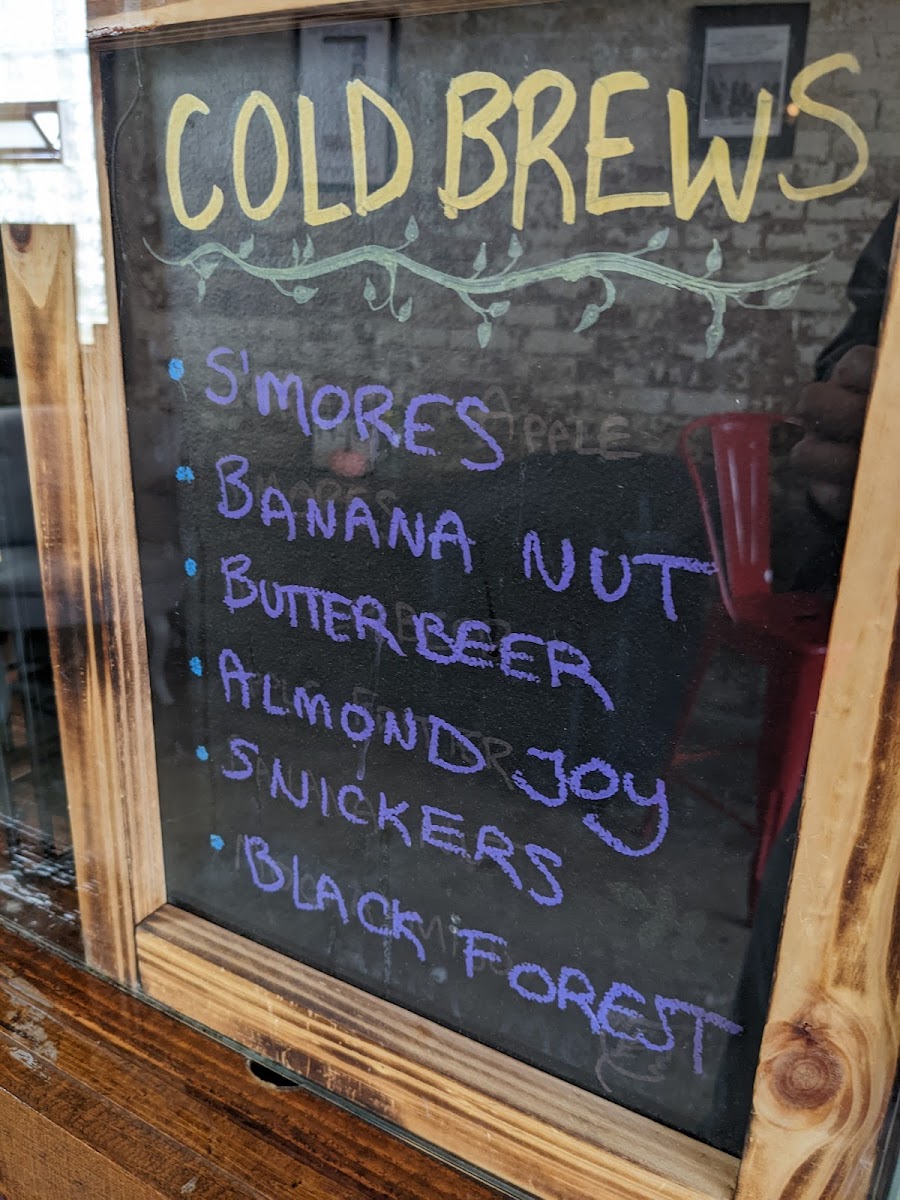 COLD BREWS
• S'MORES
• BANANA NUT
• BUTTERBEER
• ALMOND JOY
• SNICKERS
• BLACK FOREST